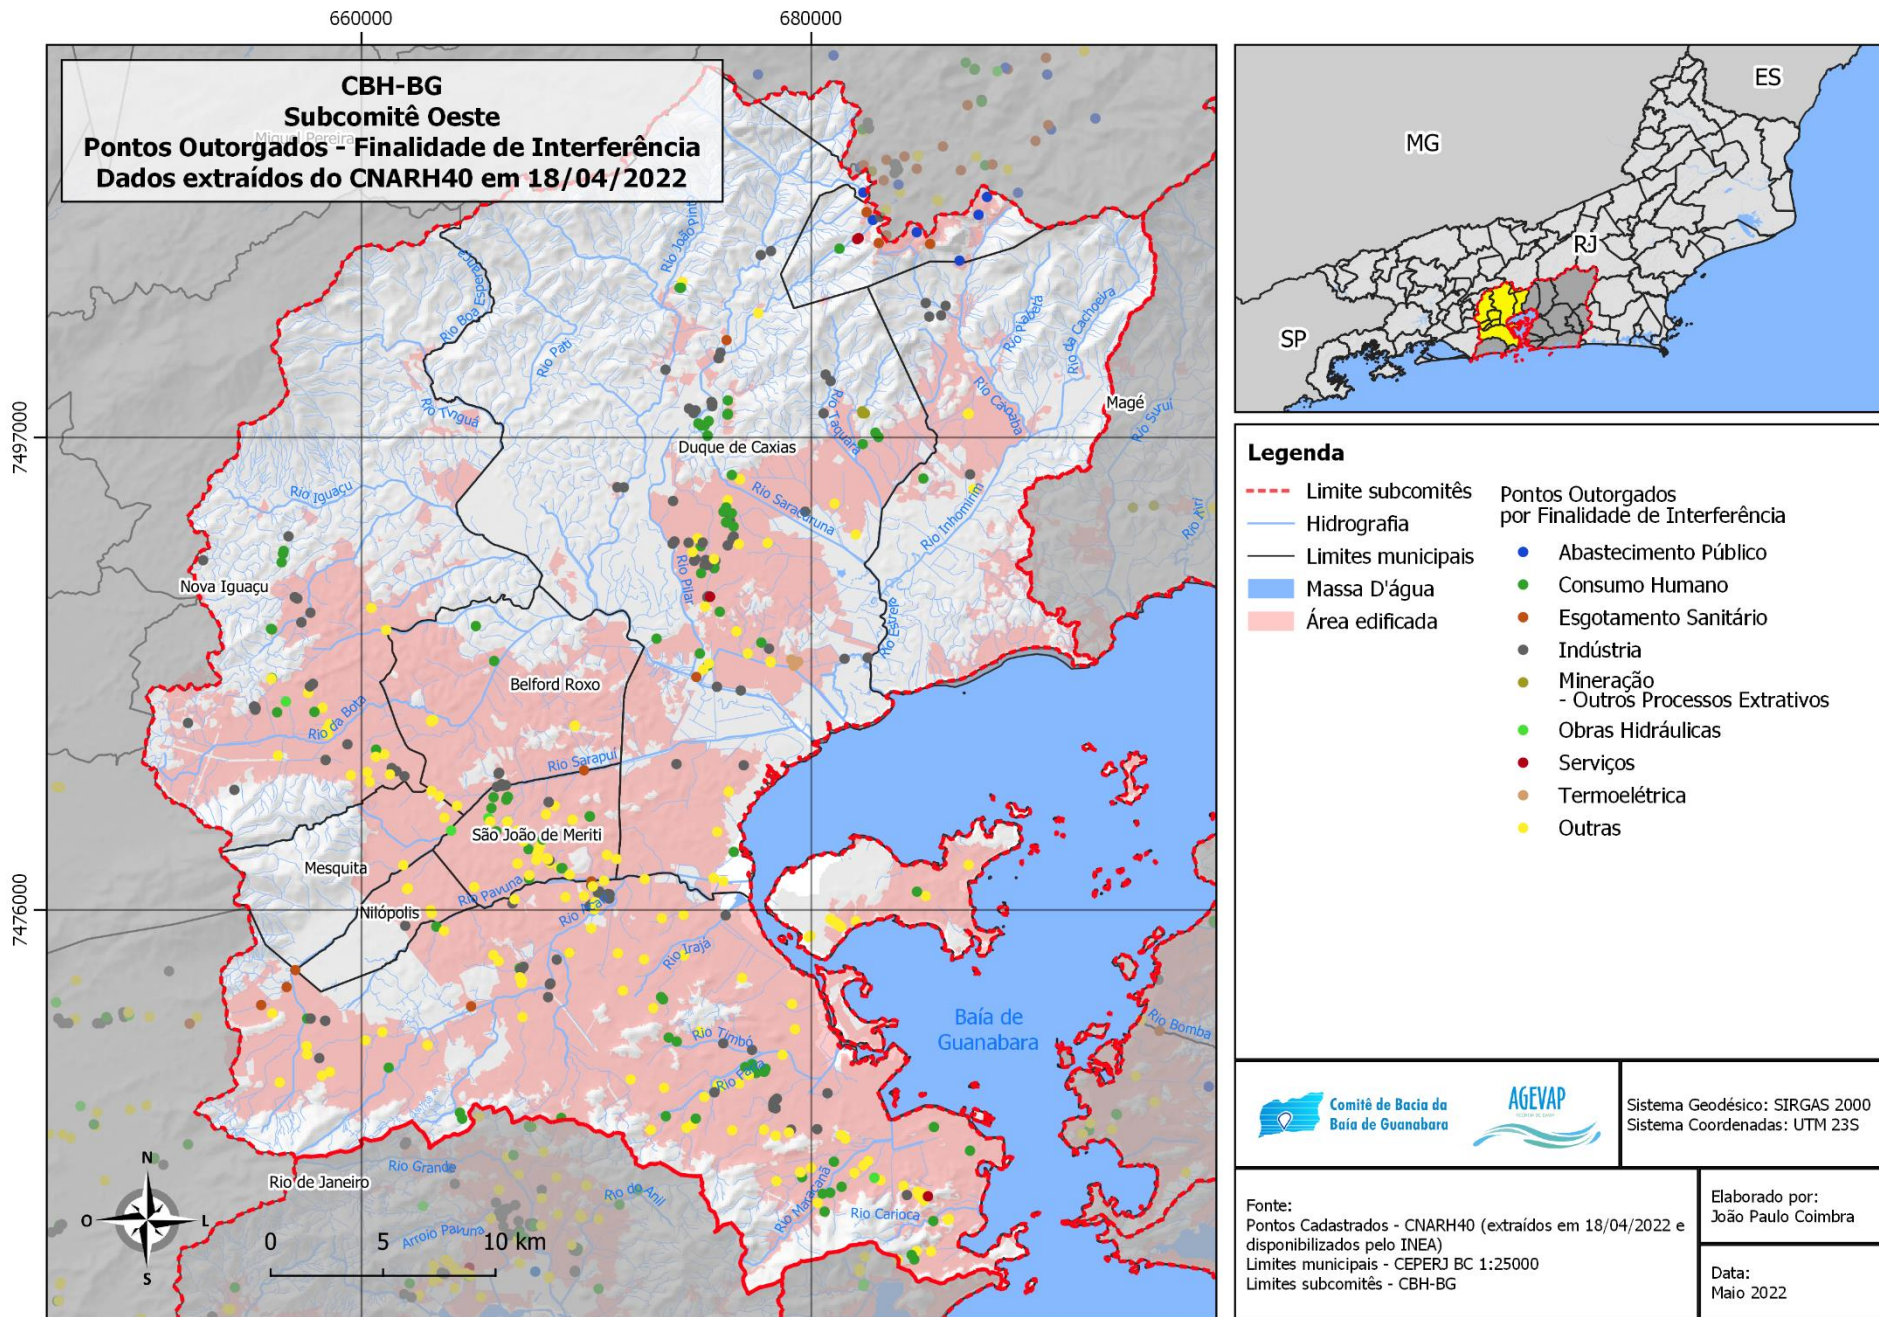 660000
680000
CBH-BG
Subcomitê Oeste
Pontos Outorgados - Finalidade de Interferência
Dados extraídos do CNARH40 em 18/04/2022
Miguel Pereira
7497000
7476000
Rio João Pinto
Rio Boa Esperança
Rio Pati
Rio Tinguá
Rio Iguaçu
Rio Piabetá
Rio da Cachoeira
Rio Caioaba
Rio Taquara
Magé
Rio Suruí
Rio Iriri
Duque de Caxias
Rio Saracuruna
Rio Inhomirim
Rio Pilar
Rio Estrela
Nova Iguaçu
Belford Roxo
Rio da Bota
Rio Sarapuí
São João de Meriti
Mesquita
Rio Pavuna
Nilópolis
Rio Acari
Rio Irajá
Baía de
Guanabara
Rio Bomba
Rio Timbó
Rio Faria
Rio de Janeiro
Rio Grande
Rio do Anil
Arroio Pavuna
Rio Maracanã
Rio Carioca
N
O
L
S
0
5
10 km
ES
MG
RJ
SP
Legenda
Limite subcomitês
Hidrografia
Limites municipais
Massa D'água
Área edificada
Pontos Outorgados
por Finalidade de Interferência
Abastecimento Público
Consumo Humano
Esgotamento Sanitário
Indústria
Mineração
- Outros Processos Extrativos
Obras Hidráulicas
Serviços
Termoelétrica
Outras
Comitê de Bacia da
Baía de Guanabara
AGEVAP
Sistema Geodésico: SIRGAS 2000
Sistema Coordenadas: UTM 23S
Fonte:
Pontos Cadastrados - CNARH40 (extraídos em 18/04/2022 e
disponibilizados pelo INEA)
Limites municipais - CEPERJ BC 1:25000
Limites subcomitês - CBH-BG
Elaborado por:
João Paulo Coimbra
Data:
Maio 2022